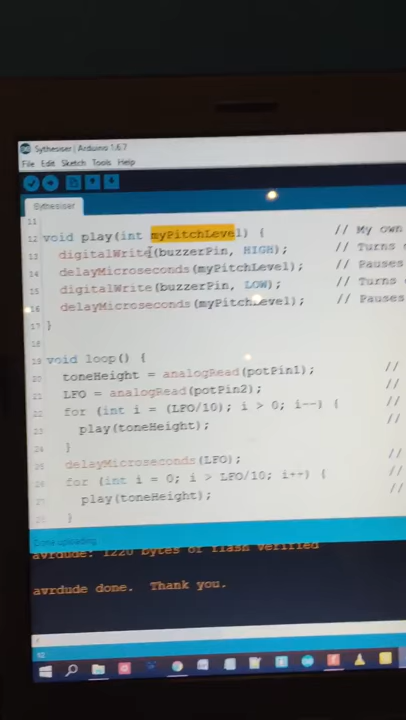 Sythesiser | Arduino 1.6.7
File Edit Sketch Tools Help
Sythesiser
11
12 void play(int myPitchLevel) { // My own
13 digitalWrite(buzzerPin, HIGH); // Turns
14 delayMicroseconds(myPitchLevel); // Pauses
15 digitalWrite(buzzerPin, LOW); // Turns
16 delayMicroseconds(myPitchLevel); // Pauses
17 }
18
19 void loop() {
20 toneHeight = analogRead(potPin1); //
21 LFO = analogRead(potPin2); //
22 for (int i = (LFO/10); i > 0; i--) { //
23 play(toneHeight); //
24 }
25 delayMicroseconds(LFO); //
26 for (int i = 0; i > LFO/10; i++) { //
27 play(toneHeight); //
28 }
Done uploading.
avrdude: 1220 bytes of flash verified
avrdude done. Thank you.